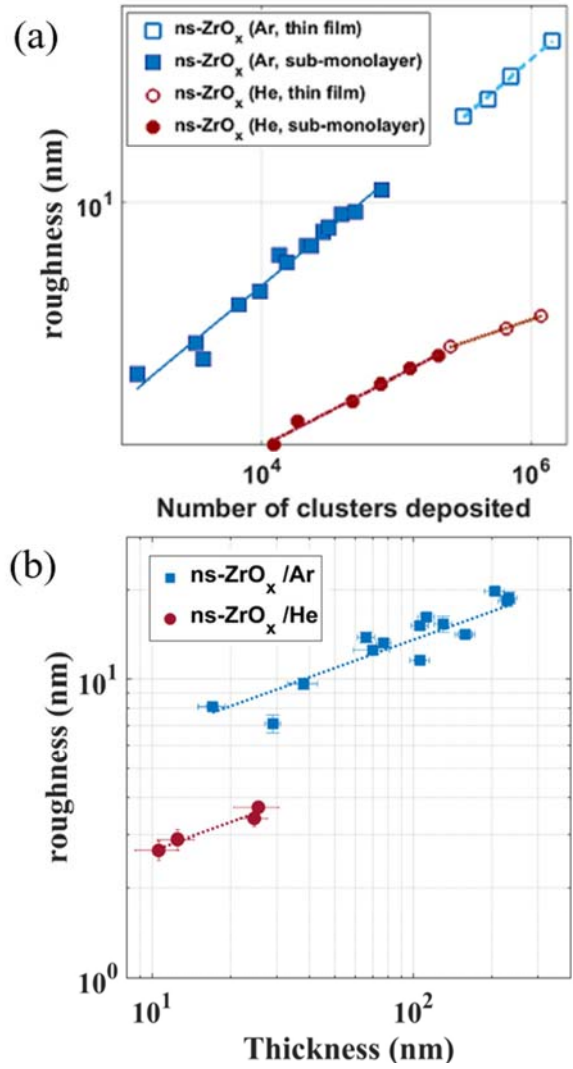 (a)
ns-ZrOx (Ar, thin film)
ns-ZrOx (Ar, sub-monolayer)
ns-ZrOx (He, thin film)
ns-ZrOx (He, sub-monolayer)
roughness (nm)
10^1
10^4
10^6
Number of clusters deposited
(b)
ns-ZrOx /Ar
ns-ZrOx /He
roughness (nm)
10^1
10^0
10^1
10^2
Thickness (nm)